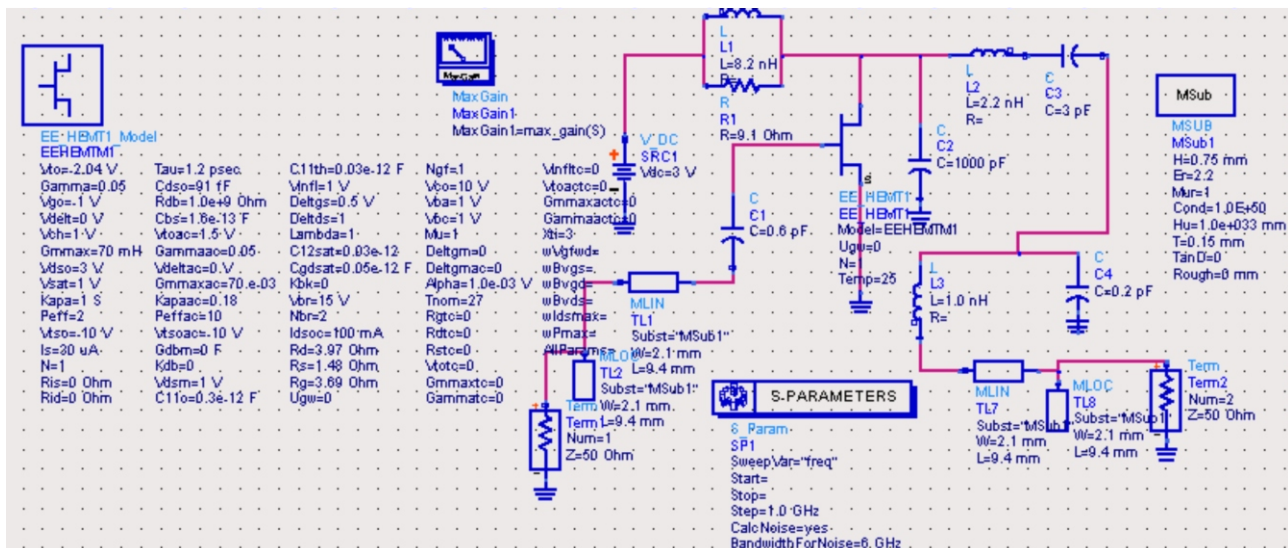 EE_HEMT1_Model
EEHEMTM1
Vto=-2.04 V
Gamma=0.05
Vgo=-1 V
Vdelt=0 V
Vch=1 V
Gmmax=70 mH
Vdso=3 V
Vsat=1 V
Kapa=1 S
Peff=2
Vtso=-10 V
Is=30 uA
N=1
Ris=0 Ohm
Rid=0 Ohm
Tau=1.2 psec
Cdso=91 fF
Rdb=1.0e+9 Ohm
Cbs=1.6e-13 F
Vtoac=-1.5 V
Gammaac=0.05
Vdeltac=0 V
Gmmaxac=70.e-03
Kapaac=0.18
Peffac=10
Vtsoac=-10 V
Gdbm=0 F
Kdb=0
Vdsm=1 V
C11o=0.3e-12 F
C11th=0.03e-12 F
Vinfl=1 V
Deltgs=0.5 V
Deltds=1
Lambda=1
C12sat=0.03e-12
Cgdsat=0.05e-12 F
Kbk=0
Vbr=15 V
Nbr=2
Idsoc=100 mA
Rd=3.97 Ohm
Rs=1.48 Ohm
Rg=3.69 Ohm
Ugw=0
Ngf=1
Vco=10 V
Vba=1 V
Vbc=1 V
Mu=1
Deltgm=0
Deltgmac=0
Alpha=1.0e-03 V
Tnom=27
Rgtc=0
Rdtc=0
Rstc=0
Vtotc=0
Gmmaxtc=0
Gammatc=0
Vinfltc=0
Vtoactc=0
Gmmaxactc=0
Gammaactc=0
Xti=3
wVgfwd=
wBvgs=
wBvgd=
wBvds=
wIdsmax=
wPmax=
AllParams=
MaxGain
MaxGain
MaxGain1
MaxGain1=max_gain(S)
L
L1
L=8.2 nH
R=
R
R1
R=9.1 Ohm
V_DC
SRC1
Vdc=3 V
C
C1
C=0.6 pF
MLIN
TL1
Subst="MSub1"
W=2.1 mm
L=9.4 mm
MLOC
TL2
Subst="MSub1"
W=2.1 mm
L=9.4 mm
Term
Term1
Num=1
Z=50 Ohm
S
EE_HEMT1
EE_HEMT1
Model=EEHEMTM1
Ugw=0
N=1
Temp=25
C
C2
C=1000 pF
L
L2
L=2.2 nH
R=
C
C3
C=3 pF
L
L3
L=1.0 nH
R=
C
C4
C=0.2 pF
MLIN
TL7
Subst="MSub1"
W=2.1 mm
L=9.4 mm
MLOC
TL8
Subst="MSub1"
W=2.1 mm
L=9.4 mm
Term
Term2
Num=2
Z=50 Ohm
MSub
MSUB
MSub1
H=0.75 mm
Er=2.2
Mur=1
Cond=1.0E+50
Hu=1.0e+033 mm
T=0.15 mm
TanD=0
Rough=0 mm
S-PARAMETERS
S_Param
SP1
SweepVar="freq"
Start=
Stop=
Step=1.0 GHz
CalcNoise=yes
BandwidthForNoise=6. GHz